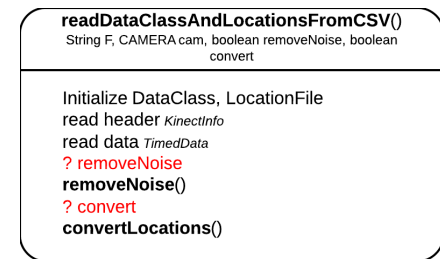 readDataClassAndLocationsFromCSV()
String F, CAMERA cam, boolean removeNoise, boolean
convert
Initialize DataClass, LocationFile
read header KinectInfo
read data TimedData
? removeNoise
removeNoise()
? convert
convertLocations()